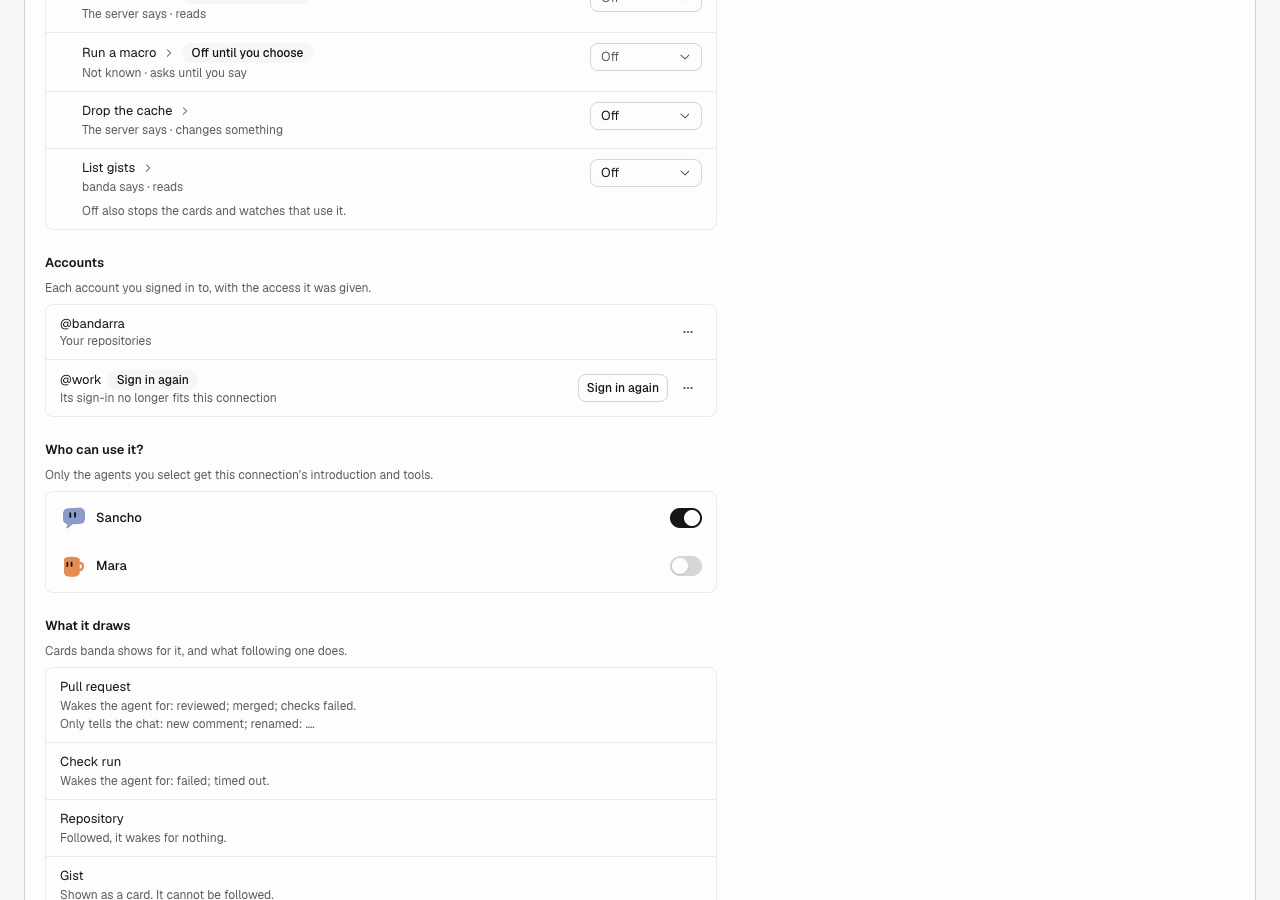 The server says · reads
Run a macro
Off until you choose
Off
Not known · asks until you say
Drop the cache
Off
The server says · changes something
List gists
Off
banda says · reads
Off also stops the cards and watches that use it.
Accounts
Each account you signed in to, with the access it was given.
@bandarra
Your repositories
@work
Sign in again
Sign in again
Its sign-in no longer fits this connection
Who can use it?
Only the agents you select get this connection's introduction and tools.
Sancho
Mara
What it draws
Cards banda shows for it, and what following one does.
Pull request
Wakes the agent for: reviewed; merged; checks failed.
Only tells the chat: new comment; renamed: ….
Check run
Wakes the agent for: failed; timed out.
Repository
Followed, it wakes for nothing.
Gist
Shown as a card. It cannot be followed.